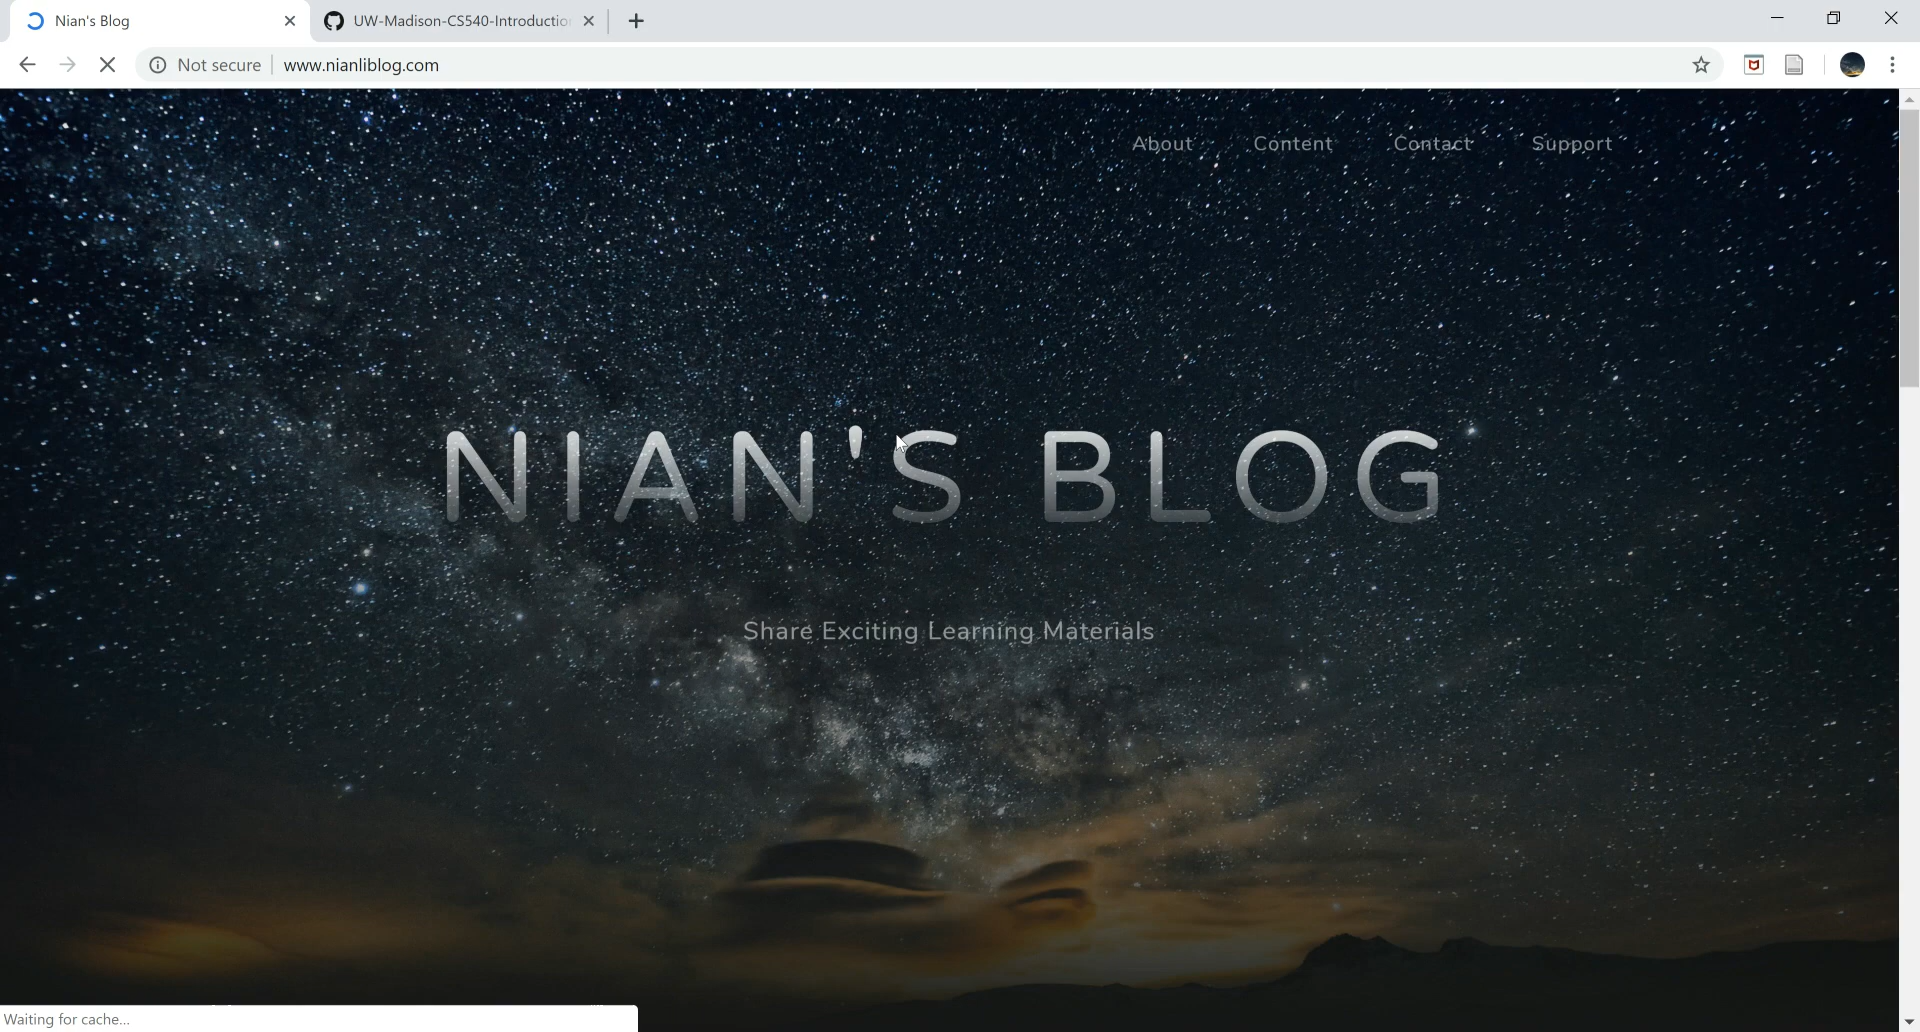 Nian's Blog
UW-Madison-CS540-Introductio
Not secure
www.nianliblog.com
About Content Contact Support
NIAN'S BLOG
Share Exciting Learning Materials
Waiting for cache...